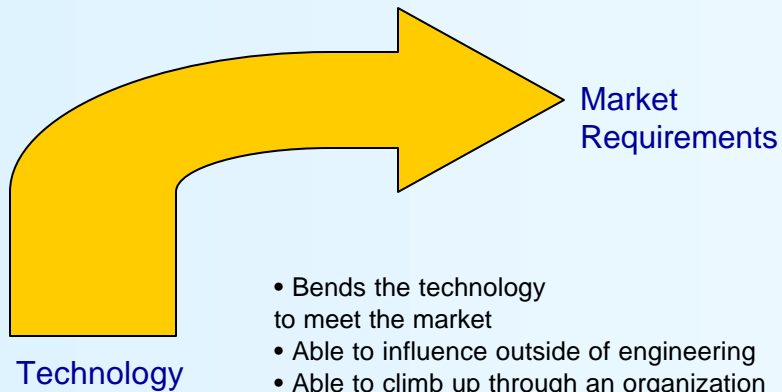 Market
Requirements
• Bends the technology
to meet the market
• Able to influence outside of engineering
• Able to climb up through an organization
Technology